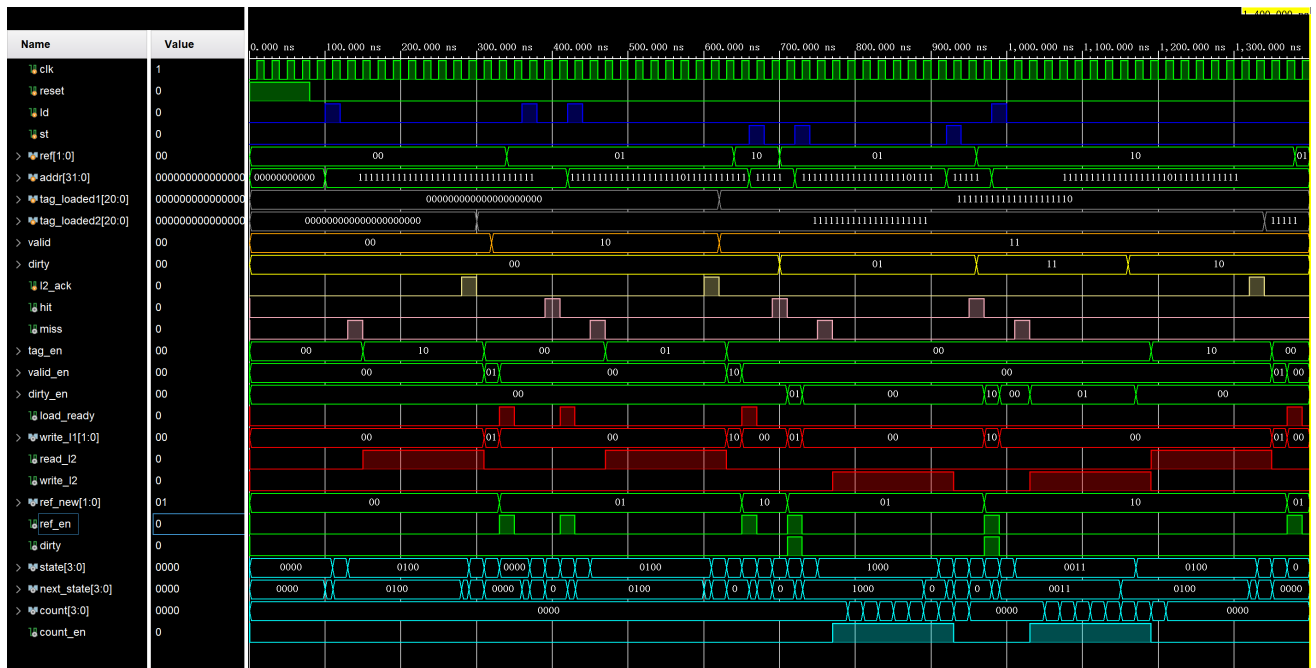 1,400.000 ns
Name Value
0.000 ns 100.000 ns 200.000 ns 300.000 ns 400.000 ns 500.000 ns 600.000 ns 700.000 ns 800.000 ns 900.000 ns 1,000.000 ns 1,100.000 ns 1,200.000 ns 1,300.000 ns
clk 1
reset 0
ld 0
st 0
ref[1:0] 00 00 01 10 01 10 01
addr[31:0] 000000000000000 00000000000 11111 11111
tag_loaded1[20:0] 000000000000000 000000000000000000000 111111111111111111110
tag_loaded2[20:0] 000000000000000 000000000000000000000 111111111111111111111 11111
valid 00 00 10 11
dirty 00 00 01 11 10
l2_ack 0
hit 0
miss 0
tag_en 00 00 10 00 01 00 10 00
valid_en 00 00 01 00 10 00 01 00
dirty_en 00 00 01 00 10 00 01 00
load_ready 0
write_l1[1:0] 00 00 01 00 10 00 01 00 10 00 01 00
read_l2 0
write_l2 0
ref_new[1:0] 01 00 01 10 01 10 01
ref_en 0
dirty 0
state[3:0] 0000 0000 0100 0000 0100 1000 0011 0100 0
next_state[3:0] 0000 0000 0100 0000 0 0100 0 0 1000 0 0 0011 0100 0000
count[3:0] 0000 0000 0000 0000
count_en 0